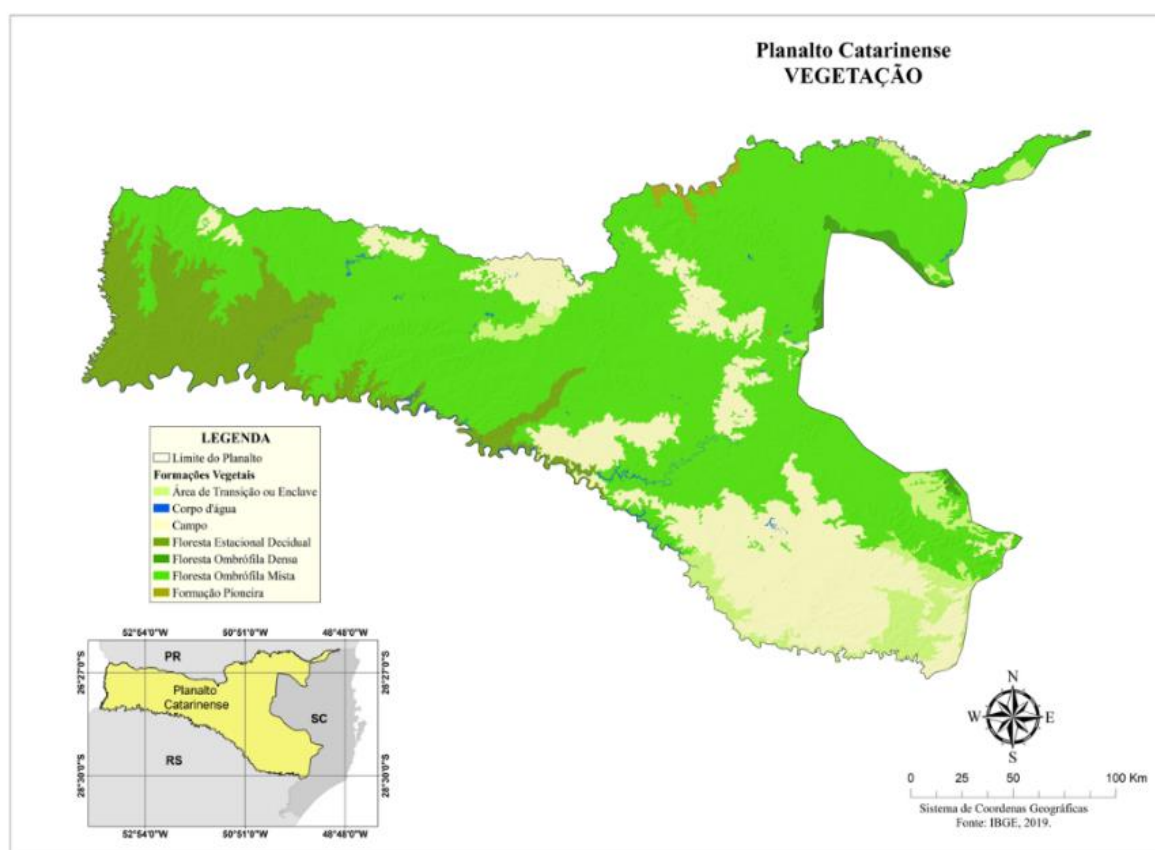 Planalto Catarinense
VEGETAÇÃO
LEGENDA
Límite do Planalto
Formações Vegetais
Área de Transição ou Enclave
Corpo d'água
Campo
Floresta Estacional Decidual
Floresta Ombrófila Densa
Floresta Ombrófila Mista
Formação Pioneira
52°54'0"W 50°51'0"W 48°48'0"W
PR
26°27'0"S
26°27'0"S
Planalto
Catarinense
SC
RS
28°30'0"S
28°30'0"S
52°54'0"W 50°51'0"W 48°48'0"W
N
W E
S
0 25 50 100 Km
Sistema de Coordenas Geográficas
Fonte: IBGE, 2019.